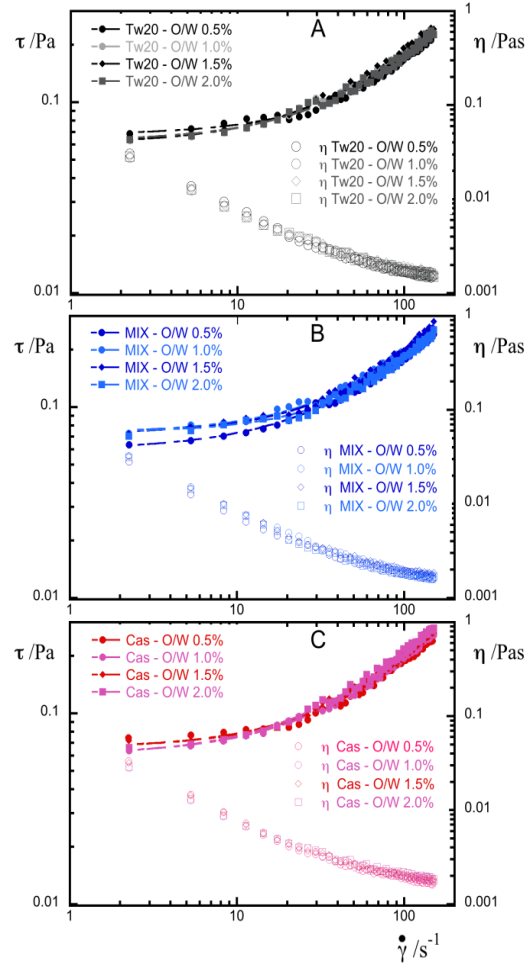 τ /Pa
A
η /Pas
Tw20 - O/W 0.5%
Tw20 - O/W 1.0%
Tw20 - O/W 1.5%
Tw20 - O/W 2.0%
η Tw20 - O/W 0.5%
η Tw20 - O/W 1.0%
η Tw20 - O/W 1.5%
η Tw20 - O/W 2.0%
0.1
0.01
1
0.1
0.01
0.001
1
10
100
τ /Pa
B
η /Pas
MIX - O/W 0.5%
MIX - O/W 1.0%
MIX - O/W 1.5%
MIX - O/W 2.0%
η MIX - O/W 0.5%
η MIX - O/W 1.0%
η MIX - O/W 1.5%
η MIX - O/W 2.0%
0.1
0.01
1
0.1
0.01
0.001
1
10
100
τ /Pa
C
η /Pas
Cas - O/W 0.5%
Cas - O/W 1.0%
Cas - O/W 1.5%
Cas - O/W 2.0%
η Cas - O/W 0.5%
η Cas - O/W 1.0%
η Cas - O/W 1.5%
η Cas - O/W 2.0%
0.1
0.01
1
0.1
0.01
0.001
1
10
100
γ̇ /s⁻¹